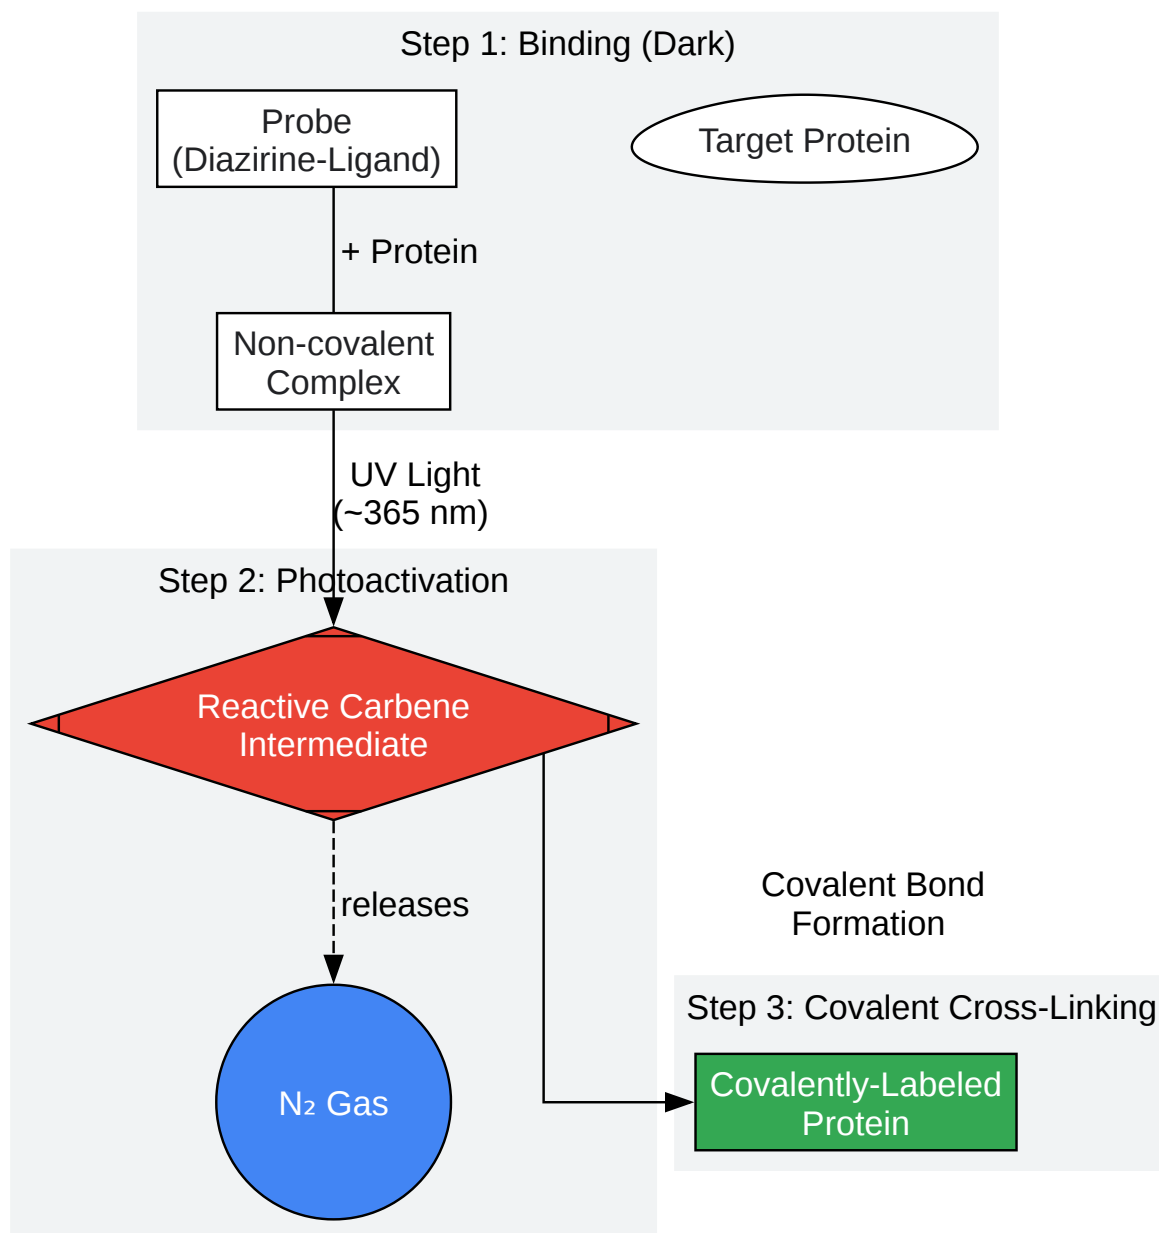 Step 1: Binding (Dark)
Probe
(Diazirine-Ligand)
Target Protein
+ Protein
Non-covalent
Complex
UV Light
(~365 nm)
Step 2: Photoactivation
Reactive Carbene
Intermediate
releases
N₂ Gas
Covalent Bond
Formation
Step 3: Covalent Cross-Linking
Covalently-Labeled
Protein